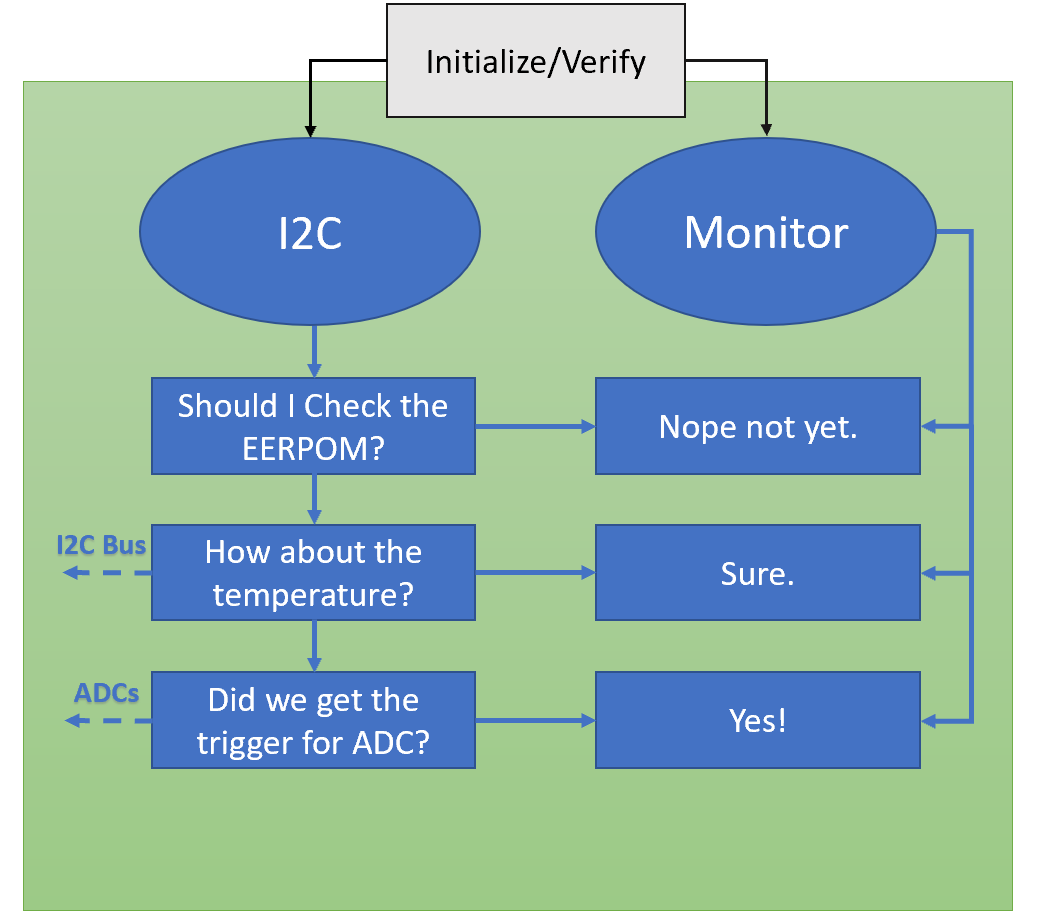 Initialize/Verify
I2C
Monitor
Should I Check the
EERPOM?
Nope not yet.
I2C Bus
How about the
temperature?
Sure.
ADCs
Did we get the
trigger for ADC?
Yes!